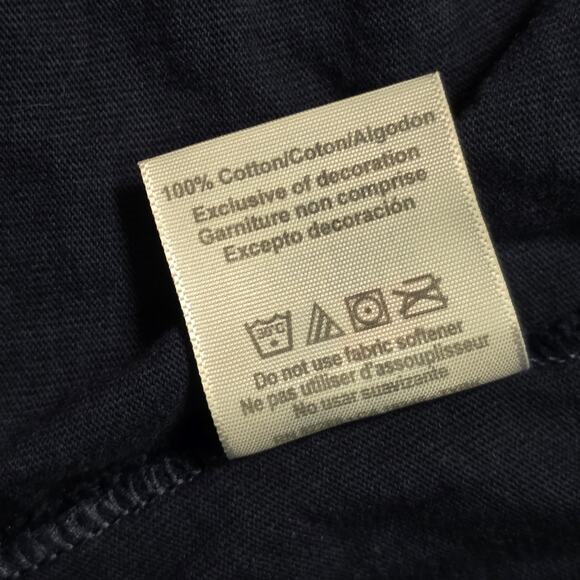 100% Cotton/Coton/Algodon
Exclusive of decoration
Garniture non comprise
Excepto decoración
30°C
Do not use fabric softener
Ne pas utiliser d'assouplisseur
No usar suavizante